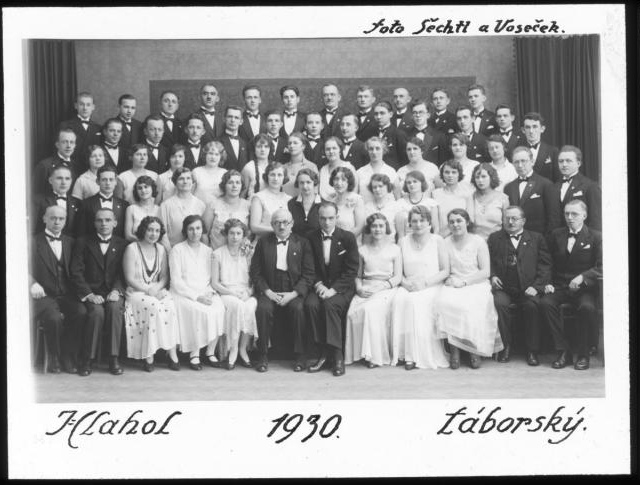 Foto Šechtl a Voseček.
Hlahol 1930. táborský.